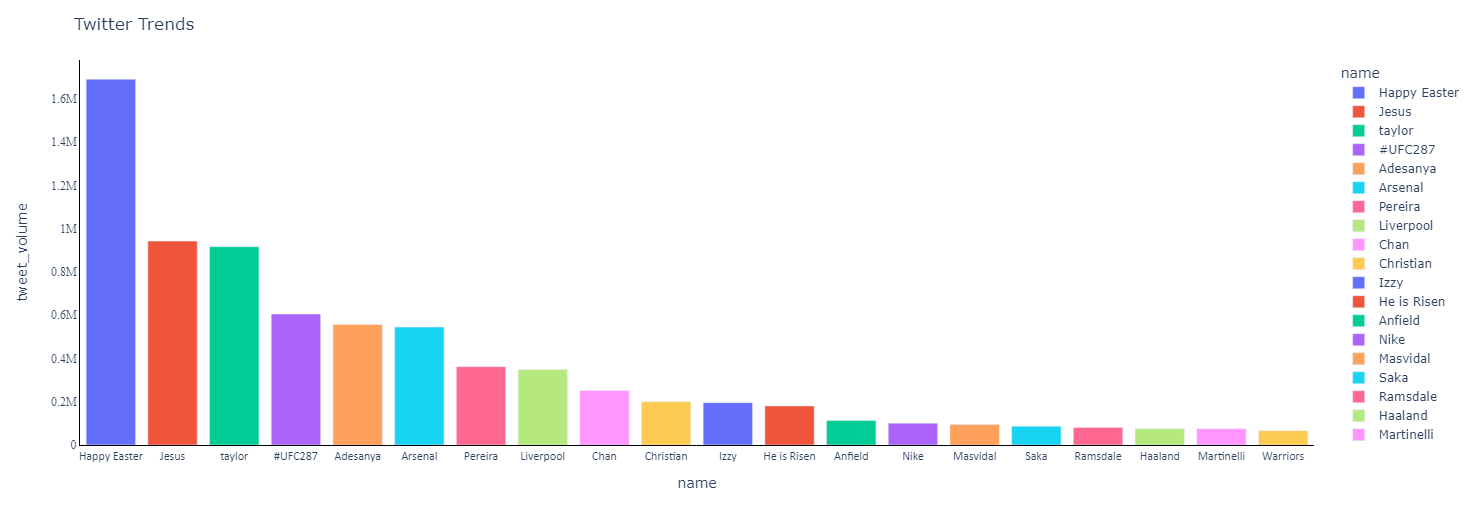 Twitter Trends
tweet_volume
1.6M
1.4M
1.2M
1M
0.8M
0.6M
0.4M
0.2M
0
Happy Easter Jesus taylor #UFC287 Adesanya Arsenal Pereira Liverpool Chan Christian Izzy He is Risen Anfield Nike Masvidal Saka Ramsdale Haaland Martinelli Warriors
name
name
Happy Easter
Jesus
taylor
#UFC287
Adesanya
Arsenal
Pereira
Liverpool
Chan
Christian
Izzy
He is Risen
Anfield
Nike
Masvidal
Saka
Ramsdale
Haaland
Martinelli